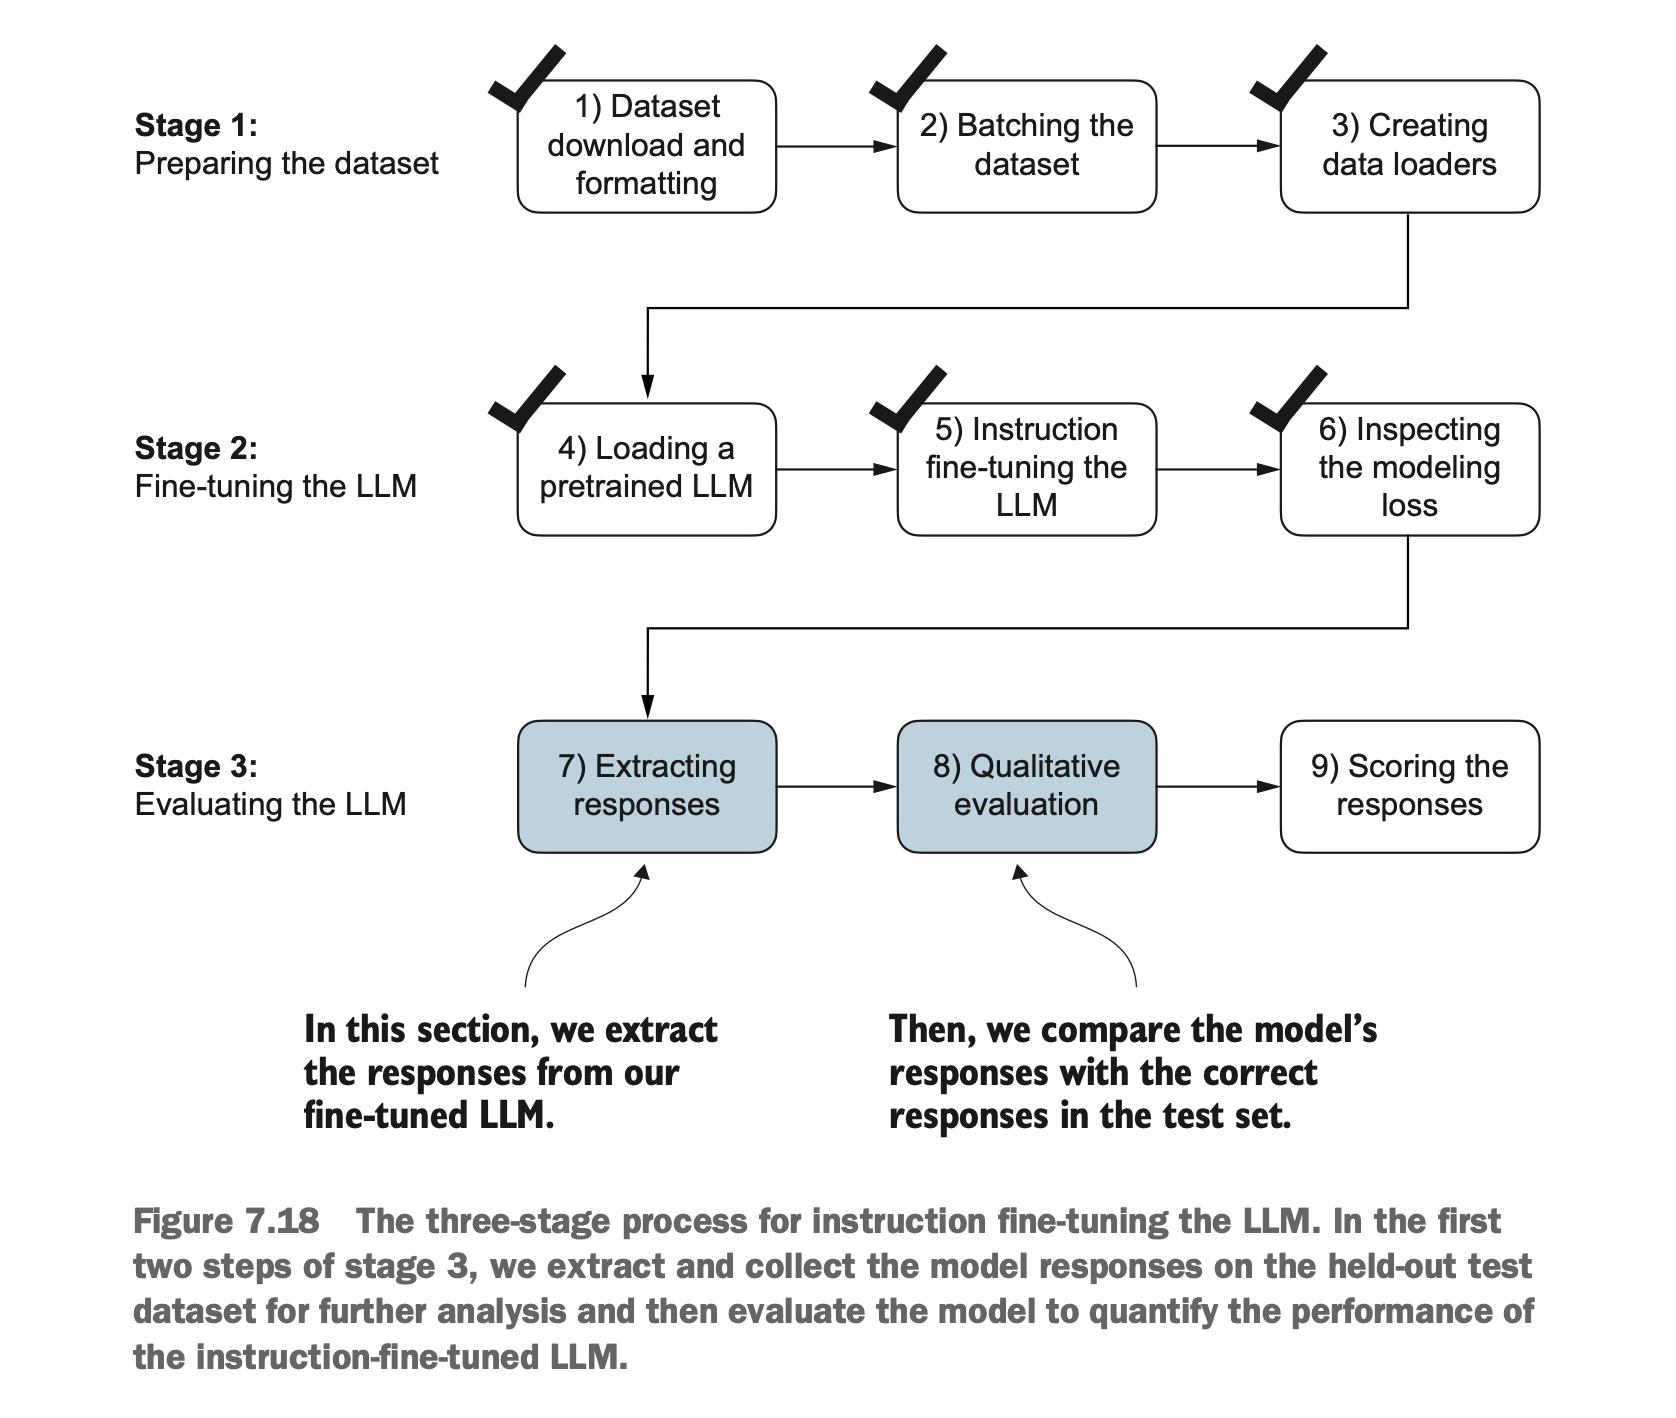 Stage 1:
Preparing the dataset
1) Dataset
download and
formatting
2) Batching the
dataset
3) Creating
data loaders
Stage 2:
Fine-tuning the LLM
4) Loading a
pretrained LLM
5) Instruction
fine-tuning the
LLM
6) Inspecting
the modeling
loss
Stage 3:
Evaluating the LLM
7) Extracting
responses
8) Qualitative
evaluation
9) Scoring the
responses
In this section, we extract
the responses from our
fine-tuned LLM.
Then, we compare the model’s
responses with the correct
responses in the test set.
Figure 7.18 The three-stage process for instruction fine-tuning the LLM. In the first
two steps of stage 3, we extract and collect the model responses on the held-out test
dataset for further analysis and then evaluate the model to quantify the performance of
the instruction-fine-tuned LLM.